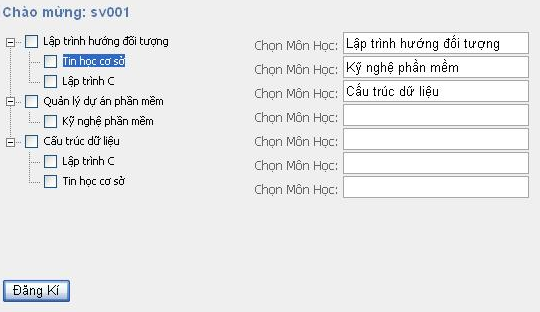 Chào mừng: sv001
Lập trình hướng đối tượng
Tin học cơ sở
Lập trình C
Quản lý dự án phần mềm
Kỹ nghệ phần mềm
Cấu trúc dữ liệu
Lập trình C
Tin học cơ sở
Chọn Môn Học: Lập trình hướng đối tượng
Chọn Môn Học: Kỹ nghệ phần mềm
Chọn Môn Học: Cấu trúc dữ liệu
Chọn Môn Học:
Chọn Môn Học:
Chọn Môn Học:
Chọn Môn Học:
Đăng Kí